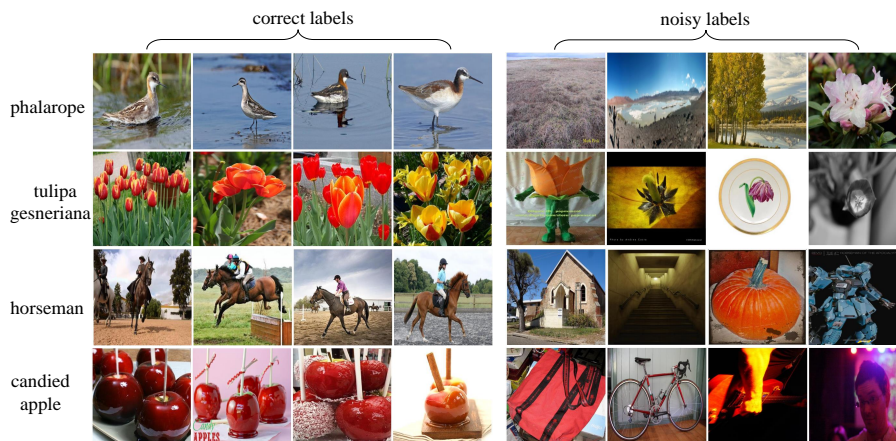 correct labels
noisy labels
phalarope
tulipa
gesneriana
horseman
candied
apple
APPLES